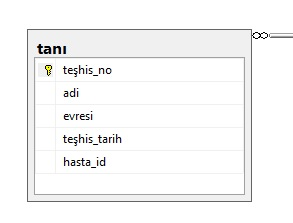 tanı
teşhis_no
adi
evresi
teşhis_tarih
hasta_id